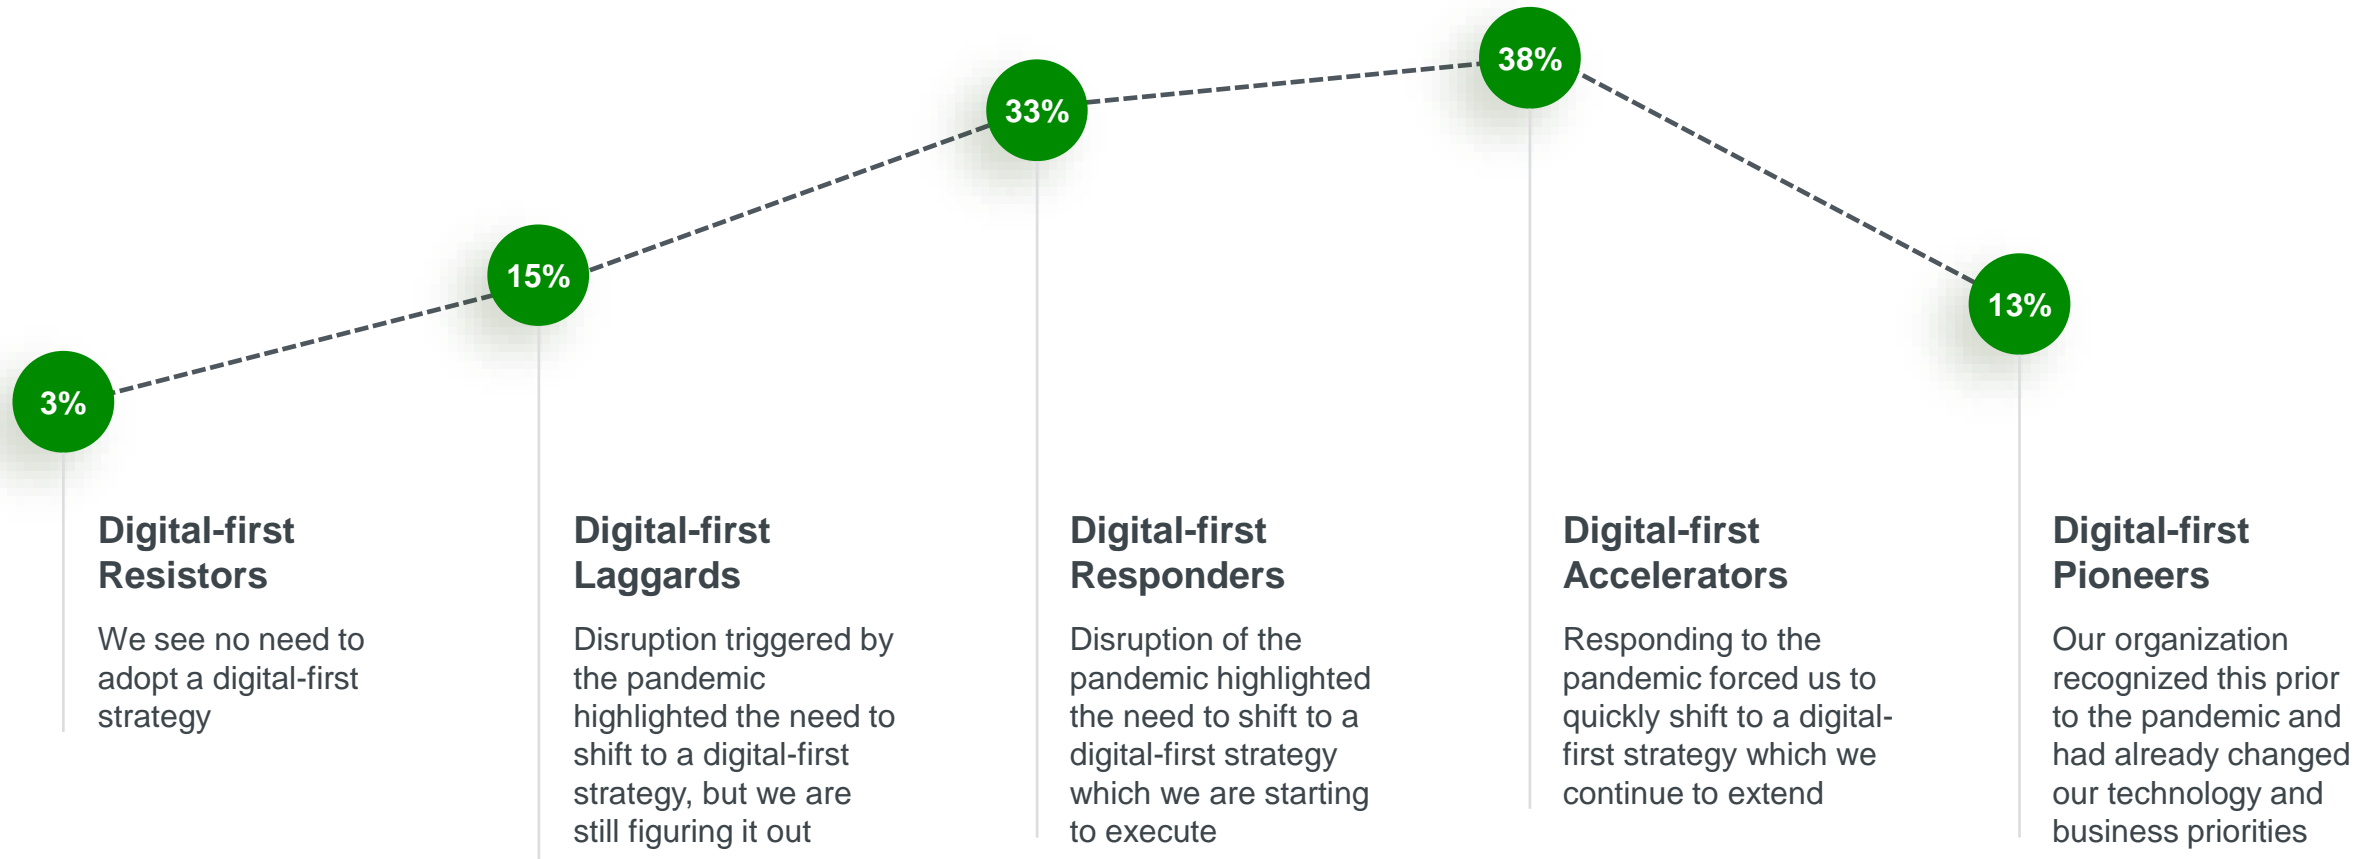 38%
33%
15%
13%
3%
Digital-first
Resistors
We see no need to
adopt a digital-first
strategy
Digital-first
Laggards
Disruption triggered by
the pandemic
highlighted the need to
shift to a digital-first
strategy, but we are
still figuring it out
Digital-first
Responders
Disruption of the
pandemic highlighted
the need to shift to a
digital-first strategy
which we are starting
to execute
Digital-first
Accelerators
Responding to the
pandemic forced us to
quickly shift to a digital-
first strategy which we
continue to extend
Digital-first
Pioneers
Our organization
recognized this prior
to the pandemic and
had already changed
our technology and
business priorities